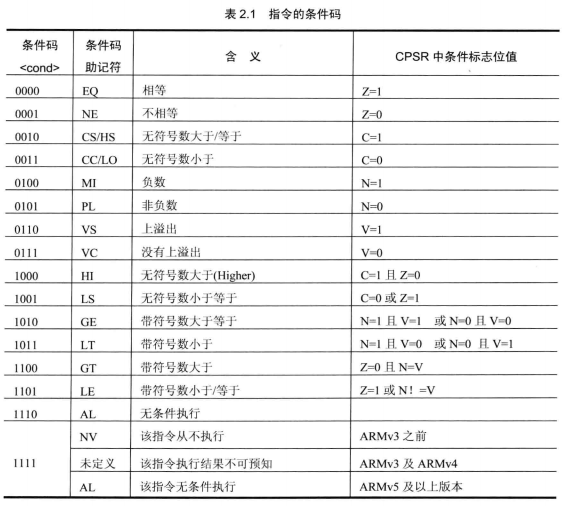 表 2.1 指令的条件码
条件码 <cond> 条件码 助记符 含 义 CPSR 中条件标志位值
0000 EQ 相等 Z=1
0001 NE 不相等 Z=0
0010 CS/HS 无符号数大于/等于 C=1
0011 CC/LO 无符号数小于 C=0
0100 MI 负数 N=1
0101 PL 非负数 N=0
0110 VS 上溢出 V=1
0111 VC 没有上溢出 V=0
1000 HI 无符号数大于(Higher) C=1 且 Z=0
1001 LS 无符号数小于等于 C=0 或 Z=1
1010 GE 带符号数大于等于 N=1 且 V=1 或 N=0 且 V=0
1011 LT 带符号数小于 N=1 且 V=0 或 N=0 且 V=1
1100 GT 带符号数大于 Z=0 且 N=V
1101 LE 带符号数小于/等于 Z=1 或 N！=V
1110 AL 无条件执行
1111 NV 该指令从不执行 ARMv3 之前
未定义 该指令执行结果不可预知 ARMv3 及 ARMv4
AL 该指令无条件执行 ARMv5 及以上版本